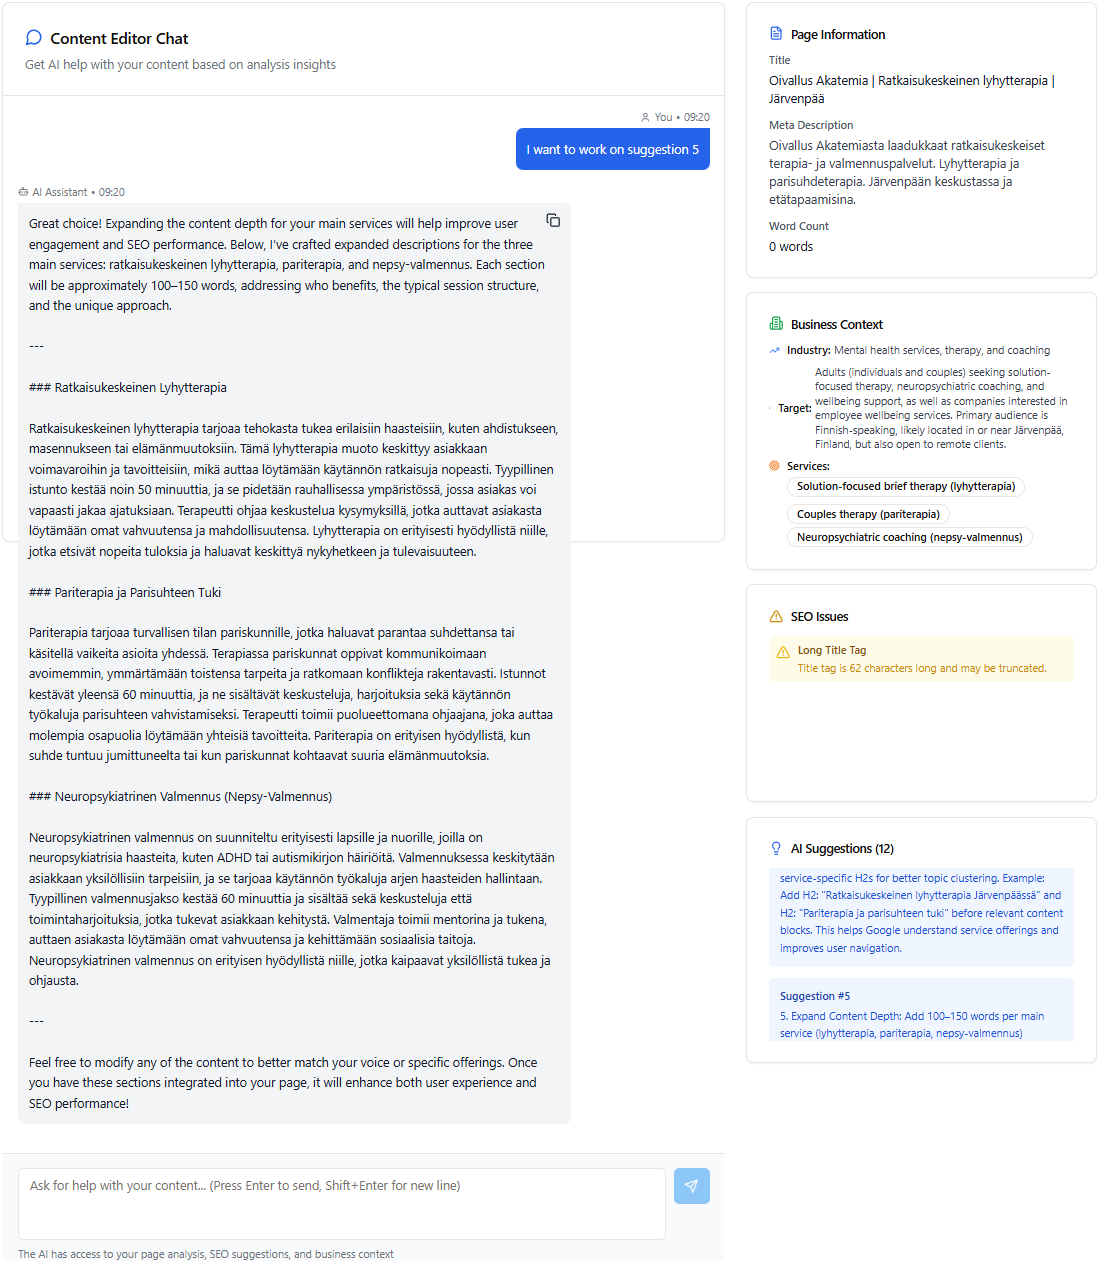 Content Editor Chat
Get AI help with your content based on analysis insights
You • 09:20
I want to work on suggestion 5
AI Assistant • 09:20
Great choice! Expanding the content depth for your main services will help improve user
engagement and SEO performance. Below, I've crafted expanded descriptions for the three
main services: ratkaisukeskeinen lyhytterapia, pariterapia, and nepsy-valmennus. Each section
will be approximately 100–150 words, addressing who benefits, the typical session structure,
and the unique approach.
---
### Ratkaisukeskeinen Lyhytterapia
Ratkaisukeskeinen lyhytterapia tarjoaa tehokasta tukea erilaisiin haasteisiin, kuten ahdistukseen,
masennukseen tai elämänmuutoksiin. Tämä lyhytterapia muoto keskittyy asiakkaan
voimavaroihin ja tavoitteisiin, mikä auttaa löytämään käytännön ratkaisuja nopeasti. Tyypillinen
istunto kestää noin 50 minuuttia, ja se pidetään rauhallisessa ympäristössä, jossa asiakas voi
vapaasti jakaa ajatuksiaan. Terapeutti ohjaa keskustelua kysymyksillä, jotka auttavat asiakasta
löytämään omat vahvuutensa ja mahdollisuutensa. Lyhytterapia on erityisesti hyödyllistä niille,
jotka etsivät nopeita tuloksia ja haluavat keskittyä nykyhetkeen ja tulevaisuuteen.
### Pariterapia ja Parisuhteen Tuki
Pariterapia tarjoaa turvallisen tilan pariskunnille, jotka haluavat parantaa suhdettansa tai
käsitellä vaikeita asioita yhdessä. Terapiassa pariskunnat oppivat kommunikoimaan
avoimemmin, ymmärtämään toistensa tarpeita ja ratkomaan konflikteja rakentavasti. Istunnot
kestävät yleensä 60 minuuttia, ja ne sisältävät keskusteluja, harjoituksia sekä käytännön
työkaluja parisuhteen vahvistamiseksi. Terapeutti toimii puolueettomana ohjaajana, joka auttaa
molempia osapuolia löytämään yhteisiä tavoitteita. Pariterapia on erityisen hyödyllistä, kun
suhde tuntuu jumittuneelta tai kun pariskunnat kohtaavat suuria elämänmuutoksia.
### Neuropsykiatrinen Valmennus (Nepsy-Valmennus)
Neuropsykiatrinen valmennus on suunniteltu erityisesti lapsille ja nuorille, joilla on
neuropsykiatrisia haasteita, kuten ADHD tai autismikirjon häiriöitä. Valmennuksessa keskitytään
asiakkaan yksilöllisiin tarpeisiin, ja se tarjoaa käytännön työkaluja arjen haasteiden hallintaan.
Tyypillinen valmennusjakso kestää 60 minuuttia ja sisältää sekä keskusteluja että
toimintaharjoituksia, jotka tukevat asiakkaan kehitystä. Valmentaja toimii mentorina ja tukena,
auttaen asiakasta löytämään omat vahvuutensa ja kehittämään sosiaalisia taitoja.
Neuropsykiatrinen valmennus on erityisen hyödyllistä niille, jotka kaipaavat yksilöllistä tukea ja
ohjausta.
---
Feel free to modify any of the content to better match your voice or specific offerings. Once
you have these sections integrated into your page, it will enhance both user experience and
SEO performance!
Ask for help with your content... (Press Enter to send, Shift+Enter for new line)
The AI has access to your page analysis, SEO suggestions, and business context
Page Information
Title
Oivallus Akatemia | Ratkaisukeskeinen lyhytterapia |
Järvenpää
Meta Description
Oivallus Akatemiasta laadukkaat ratkaisukeskeiset
terapia- ja valmennuspalvelut. Lyhytterapia ja
parisuhdeterapia. Järvenpään keskustassa ja
etätapaamisina.
Word Count
0 words
Business Context
Industry: Mental health services, therapy, and coaching
Target: Adults (individuals and couples) seeking solution-
focused therapy, neuropsychiatric coaching, and
wellbeing support, as well as companies interested in
employee wellbeing services. Primary audience is
Finnish-speaking, likely located in or near Järvenpää,
Finland, but also open to remote clients.
Services:
Solution-focused brief therapy (lyhytterapia)
Couples therapy (pariterapia)
Neuropsychiatric coaching (nepsy-valmennus)
SEO Issues
Long Title Tag
Title tag is 62 characters long and may be truncated.
AI Suggestions (12)
service-specific H2s for better topic clustering. Example:
Add H2: "Ratkaisukeskeinen lyhytterapia Järvenpäässä" and
H2: "Pariterapia ja parisuhteen tuki" before relevant content
blocks. This helps Google understand service offerings and
improves user navigation.
Suggestion #5
5. Expand Content Depth: Add 100–150 words per main
service (lyhytterapia, pariterapia, nepsy-valmennus)